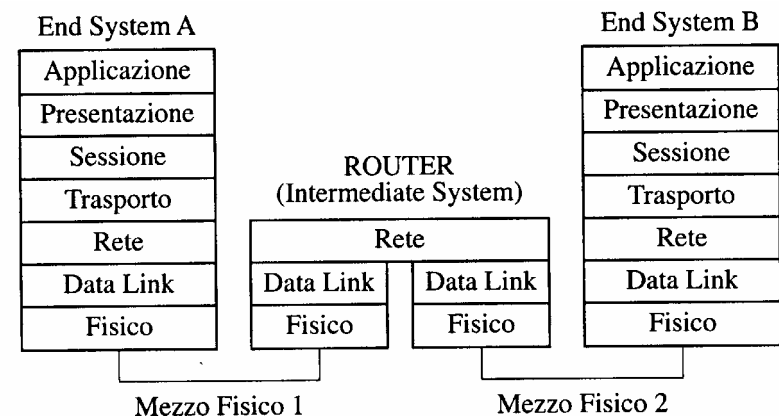 End System A
Applicazione
Presentazione
Sessione
Trasporto
Rete
Data Link
Fisico
ROUTER
(Intermediate System)
Rete
Data Link
Data Link
Fisico
Fisico
End System B
Applicazione
Presentazione
Sessione
Trasporto
Rete
Data Link
Fisico
Mezzo Fisico 1
Mezzo Fisico 2